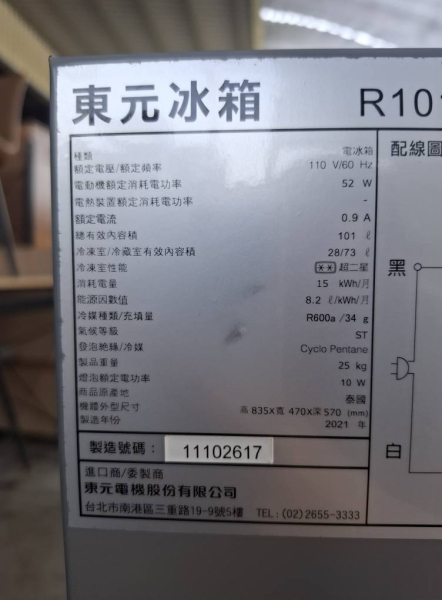 東元冰箱 R101
種類 電冰箱
額定電壓/額定頻率 110 V/60 Hz
電動機額定消耗電功率 52 W
電熱裝置額定消耗電功率 -
額定電流 0.9 A
總有效內容積 101 ℓ
冷凍室/冷藏室有效內容積 28/73 ℓ
冷凍室性能 ** 超二星
消耗電量 15 kWh/月
能源因數值 8.2 ℓ/kWh/月
冷媒種類/充填量 R600a /34 g
氣候等級 ST
發泡絕緣/冷媒 Cyclo Pentane
製品重量 25 kg
燈泡額定電功率 10 W
商品原產地 泰國
機體外型尺寸 高 835X寬 470X深 570 (mm)
製造年份 2021 年
製造號碼： 11102617
進口商/委製商
東元電機股份有限公司
台北市南港區三重路19-9號5樓 TEL: (02)2655-3333
配線圖
黑
白